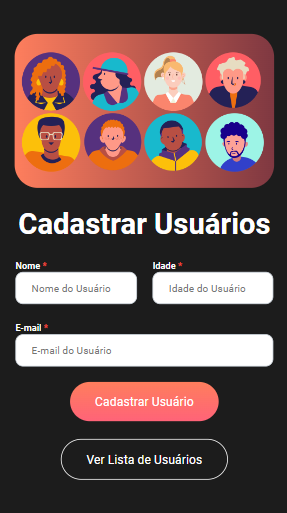 Cadastrar Usuários
Nome * Idade *
Nome do Usuário Idade do Usuário
E-mail *
E-mail do Usuário
Cadastrar Usuário
Ver Lista de Usuários